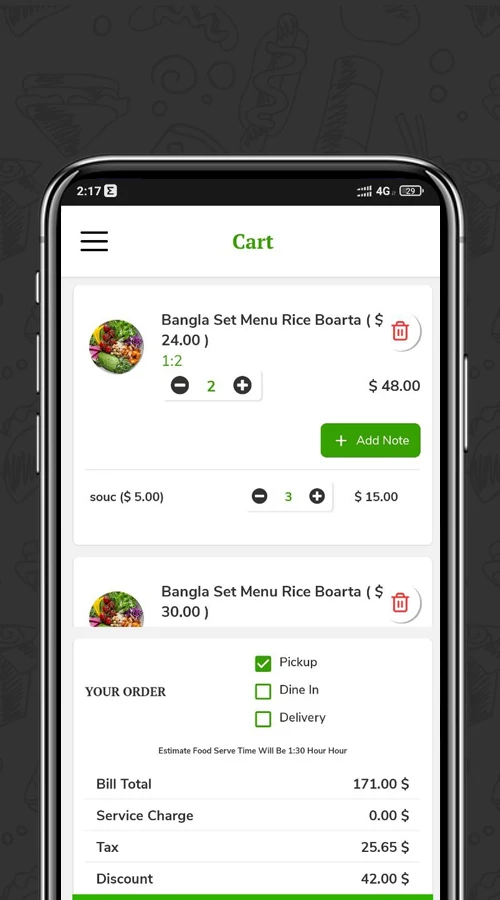 2:17 Σ 4G 29
Cart
Bangla Set Menu Rice Boarta ( $
24.00 )
1:2
2 $ 48.00
+ Add Note
souc ($ 5.00) 3 $ 15.00
Bangla Set Menu Rice Boarta ( $
30.00 )
Pickup
YOUR ORDER Dine In
Delivery
Estimate Food Serve Time Will Be 1:30 Hour Hour
Bill Total 171.00 $
Service Charge 0.00 $
Tax 25.65 $
Discount 42.00 $